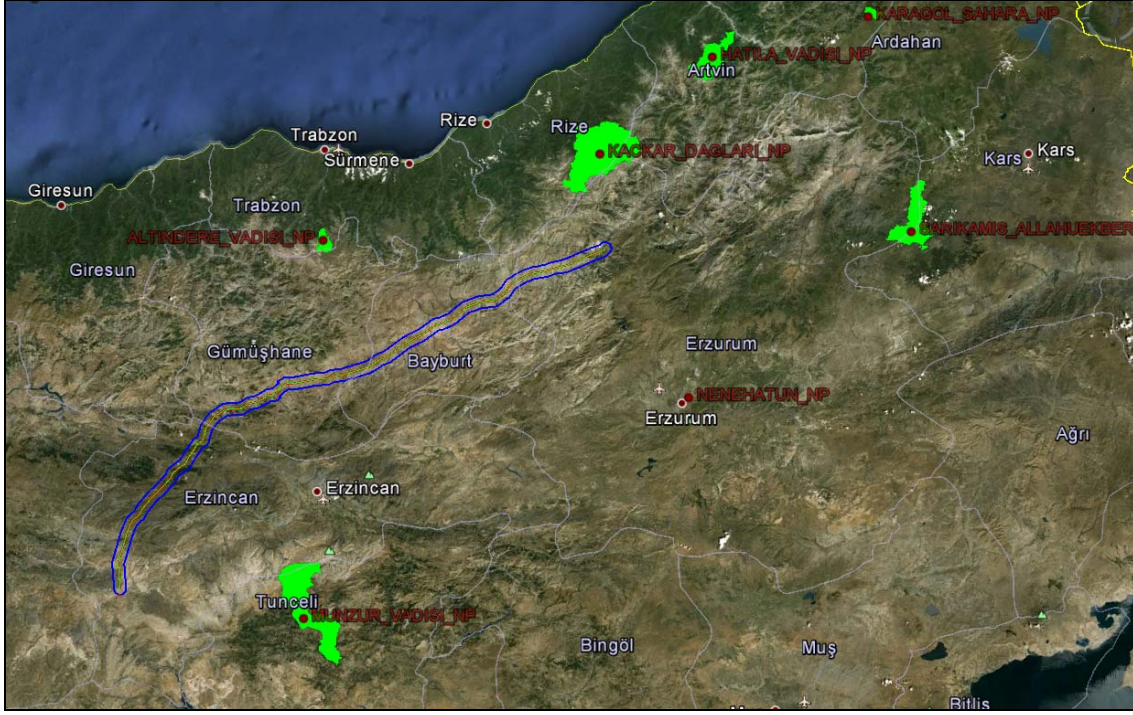 KARAGOL_SAHARA_NP
Ardahan
HATILA_VADISI_NP
Artvin
Rize
Rize
Trabzon
Sürmene
KACKAR_DAGLARI_NP
Kars
Kars
Giresun
Trabzon
ALTINDERE_VADISI_NP
SARIKAMIS_ALLAHUEKBER
Giresun
Gümüşhane
Bayburt
Erzurum
NENEHATUN_NP
Erzurum
Ağrı
Erzincan
Erzincan
Tunceli
MUNZUR_VADISI_NP
Bingöl
Muş
Bitlis